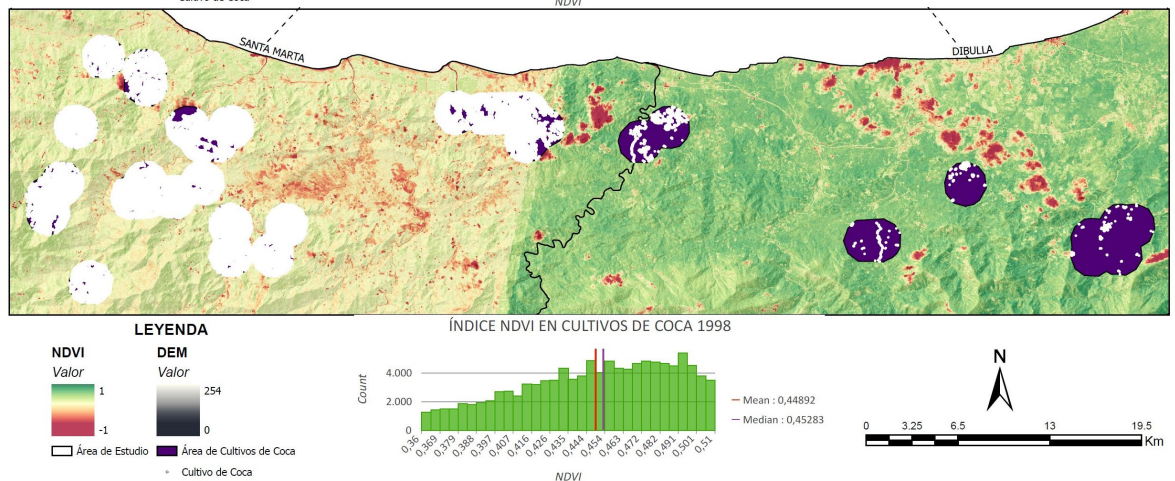 Cultivo de Coca
NDVI
SANTA MARTA
DIBULLA
LEYENDA
NDVI
Valor
1
-1
DEM
Valor
254
0
Área de Estudio
Área de Cultivos de Coca
Cultivo de Coca
ÍNDICE NDVI EN CULTIVOS DE COCA 1998
Count
4.000
2.000
0
0,36
0,369
0,379
0,388
0,397
0,407
0,416
0,426
0,435
0,444
0,454
0,463
0,472
0,482
0,491
0,501
0,51
NDVI
Mean : 0,44892
Median : 0,45283
N
0 3.25 6.5 13 19.5
Km